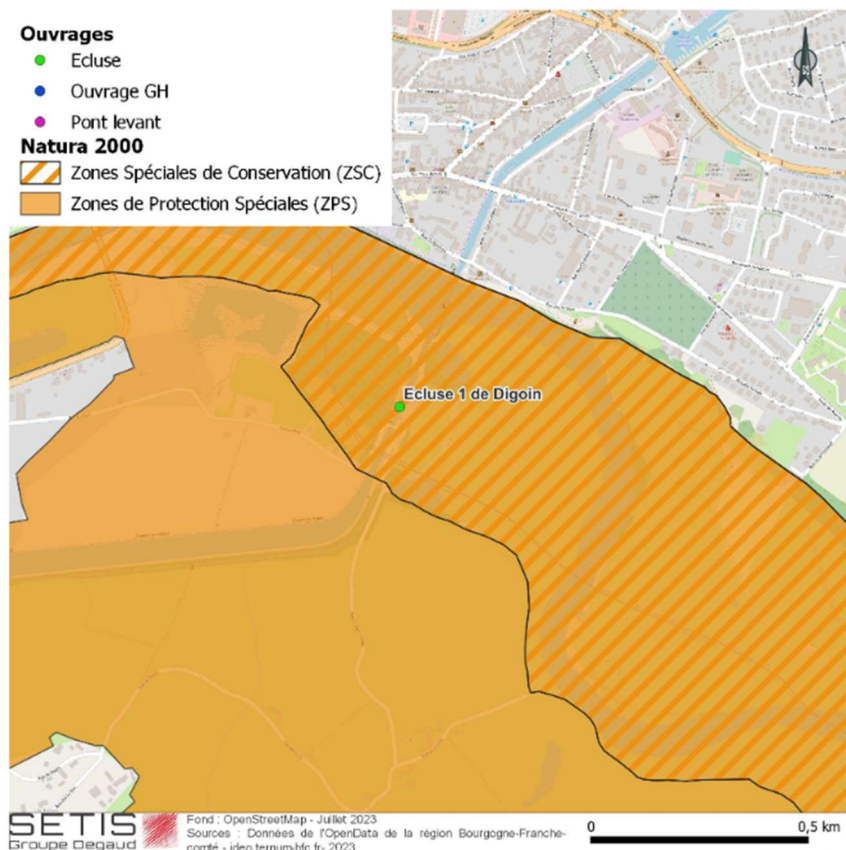 Ouvrages
Ecluse
Ouvrage GH
Pont levant
Natura 2000
Zones Spéciales de Conservation (ZSC)
Zones de Protection Spéciales (ZPS)
Ecluse 1 de Digoin
SETIS
Groupe Degaud
Fond : OpenStreetMap - Juillet 2023
Sources : Données de l'OpenData de la région Bourgogne-Franche-
comté - ideo.ternum-bfc.fr- 2023
0
0,5 km